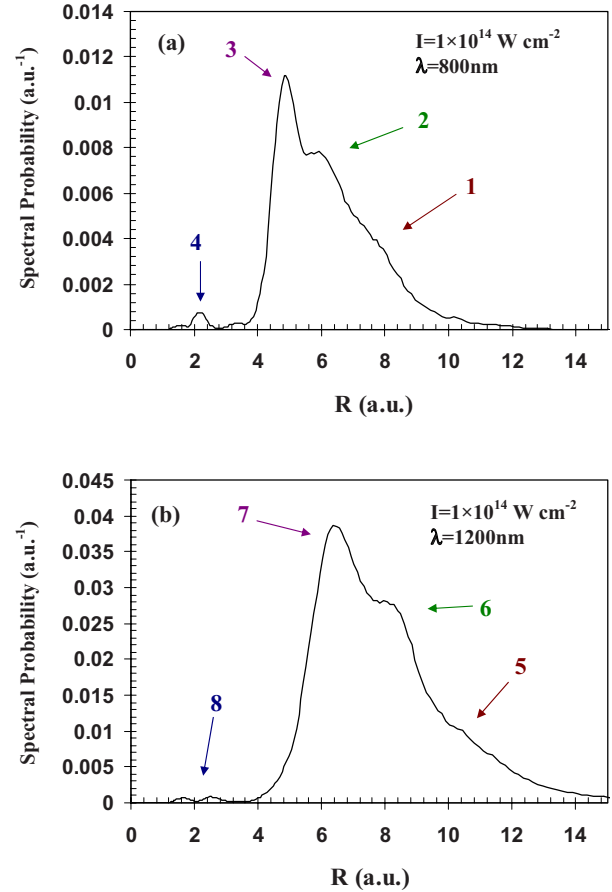 (a)
I=1×10¹⁴ W cm⁻²
λ=800nm
3
2
1
4
Spectral Probability (a.u.⁻¹)
0.014
0.012
0.01
0.008
0.006
0.004
0.002
0
0 2 4 6 8 10 12 14
R (a.u.)
(b)
I=1×10¹⁴ W cm⁻²
λ=1200nm
7
6
5
8
Spectral Probability (a.u.⁻¹)
0.045
0.04
0.035
0.03
0.025
0.02
0.015
0.01
0.005
0
0 2 4 6 8 10 12 14
R (a.u.)